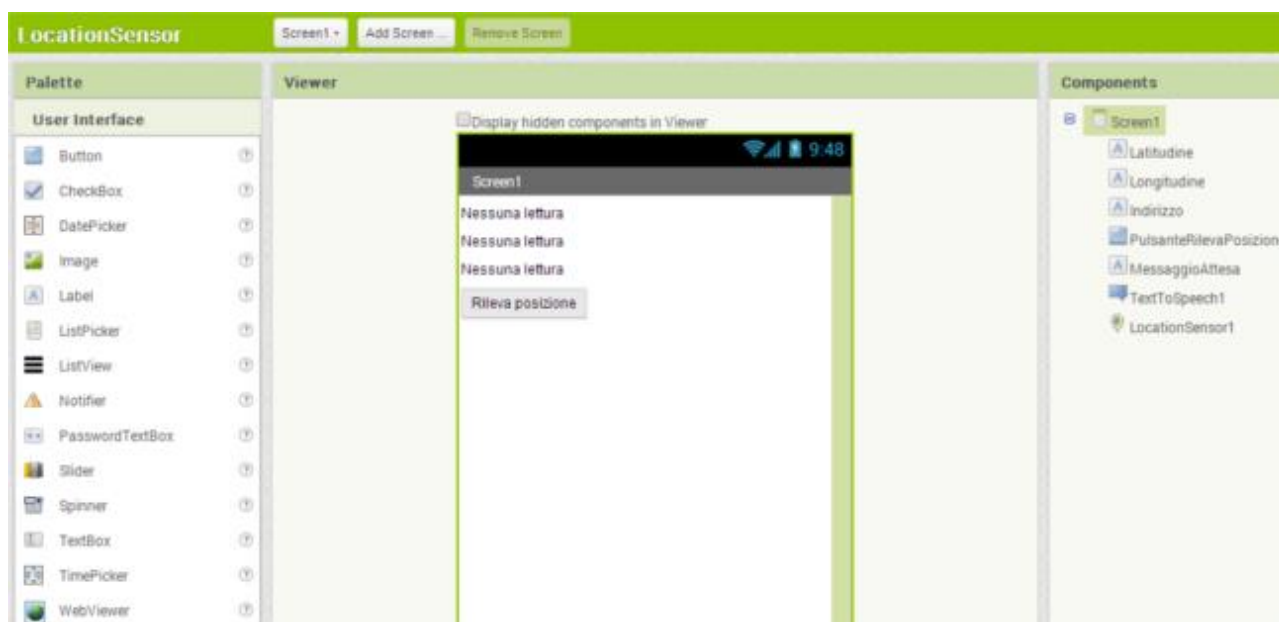 LocationSensor
Screen1
Add Screen ...
Remove Screen
Palette
Viewer
Components
User Interface
Button
CheckBox
DatePicker
Image
Label
ListPicker
ListView
Notifier
PasswordTextBox
Slider
Spinner
TextBox
TimePicker
WebViewer
Display hidden components in Viewer
9:48
Screen1
Nessuna lettura
Nessuna lettura
Nessuna lettura
Rileva posizione
Screen1
Latitudine
Longitudine
Indirizzo
PulsanteRilevaPosizion
MessaggioAttesa
TextToSpeech1
LocationSensor1